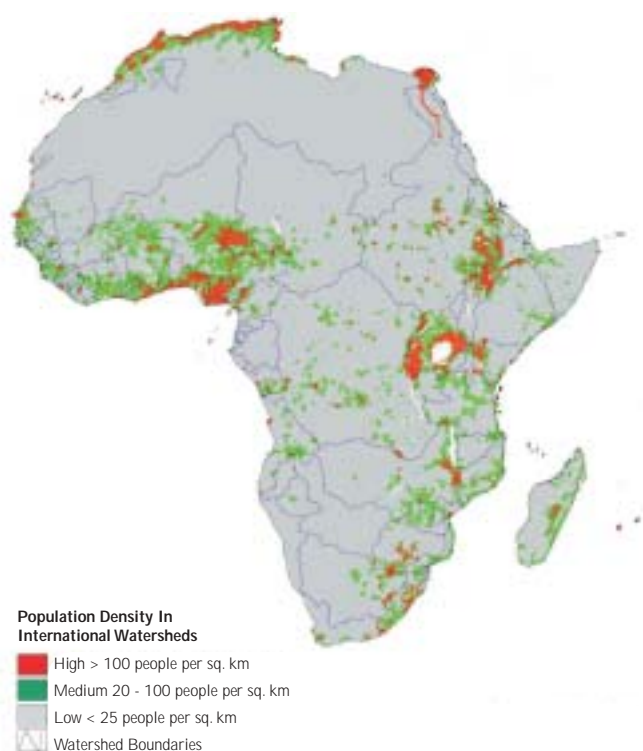 Population Density In
International Watersheds
High > 100 people per sq. km
Medium 20 - 100 people per sq. km
Low < 25 people per sq. km
Watershed Boundaries